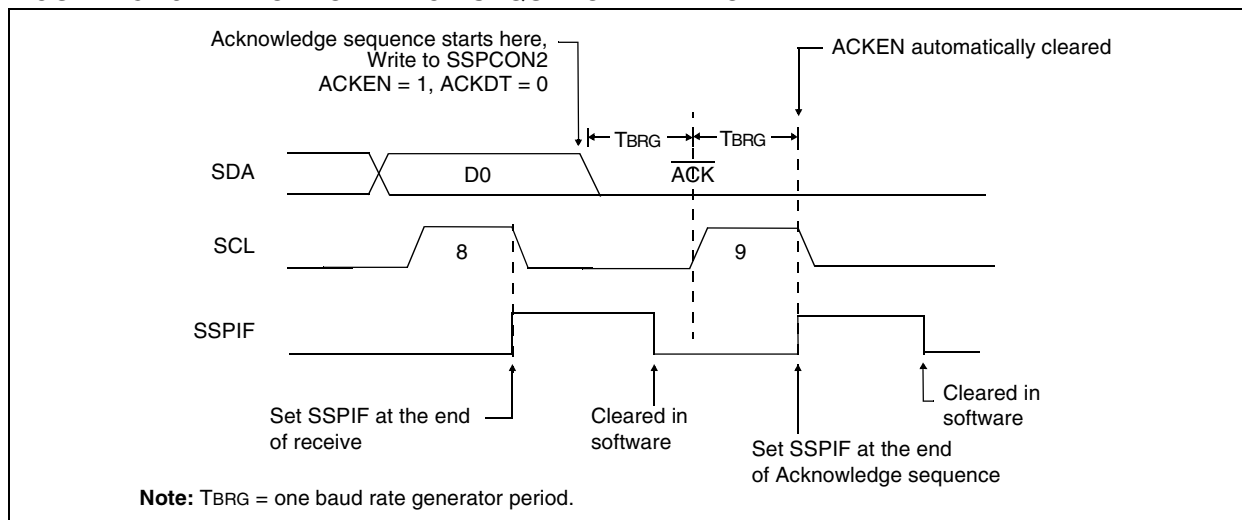 Acknowledge sequence starts here,
Write to SSPCON2
ACKEN = 1, ACKDT = 0
ACKEN automatically cleared
TBRG
TBRG
SDA
D0
ACK
SCL
8
9
SSPIF
Set SSPIF at the end
of receive
Cleared in
software
Set SSPIF at the end
of Acknowledge sequence
Cleared in
software
Note: TBRG = one baud rate generator period.